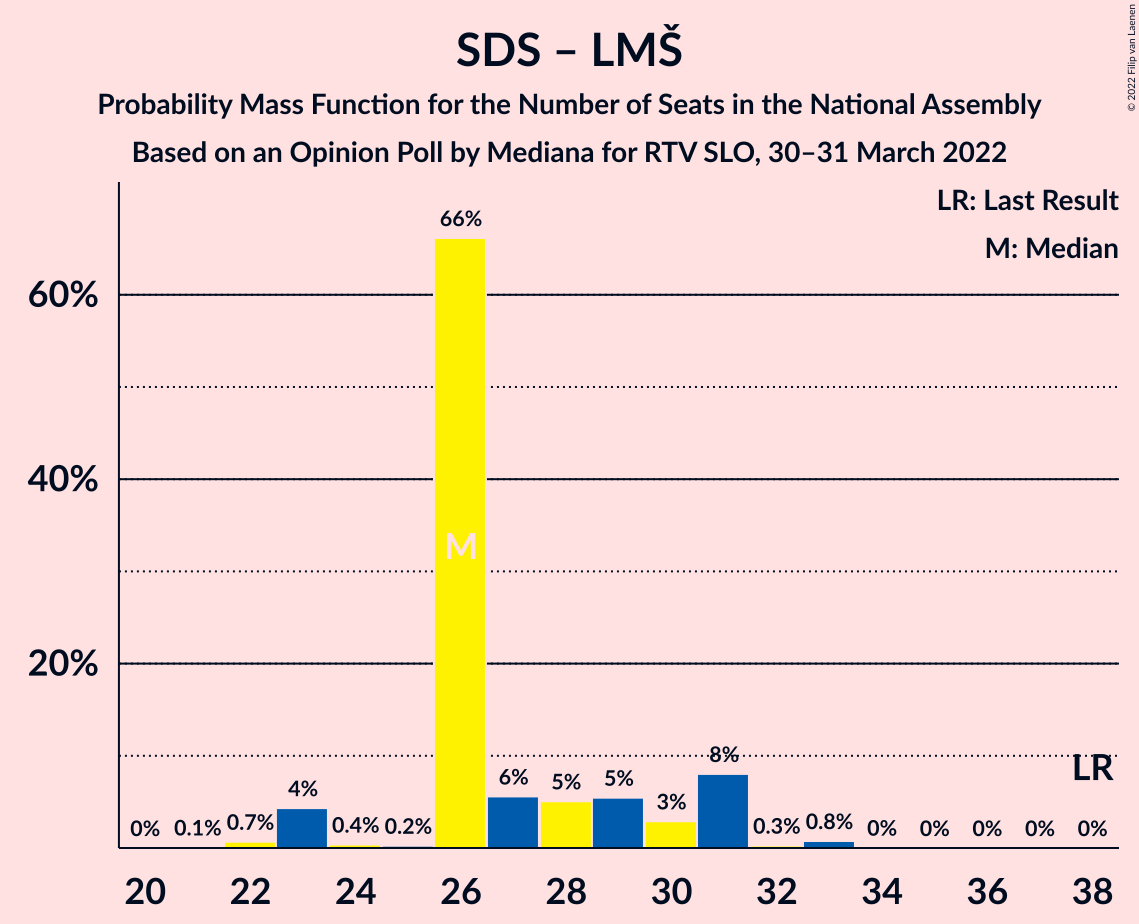 SDS – LMŠ
Probability Mass Function for the Number of Seats in the National Assembly
Based on an Opinion Poll by Mediana for RTV SLO, 30–31 March 2022
© 2022 Filip van Laenen
LR: Last Result
M: Median
66%
60%
40%
M
20%
8%
LR
6%
5%
5%
4%
3%
0%
0.1%
0.7%
0.4%
0.2%
0.3%
0.8%
0%
0%
0%
0%
0%
20 22 24 26 28 30 32 34 36 38